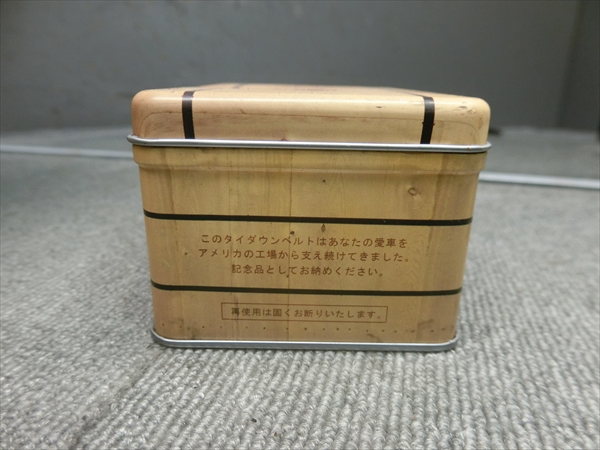 このタイダウンベルトはあなたの愛車を
アメリカの工場から支え続けてきました。
記念品としてお納めください。
再使用は固くお断りいたします。